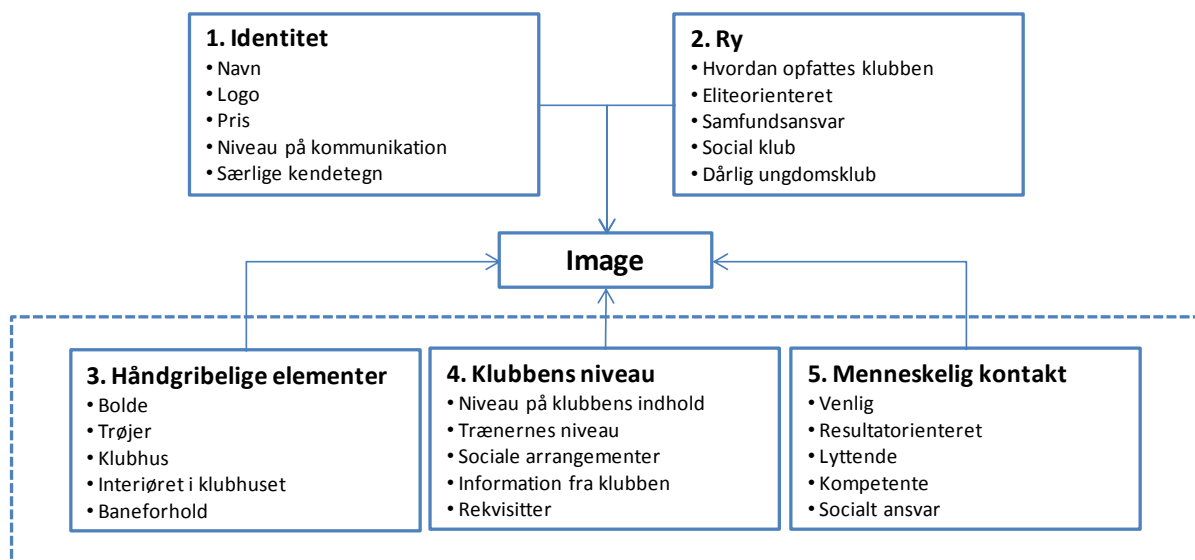 1. Identitet
• Navn
• Logo
• Pris
• Niveau på kommunikation
• Særlige kendetegn
2. Ry
• Hvordan opfattes klubben
• Eliteorienteret
• Samfundsansvar
• Social klub
• Dårlig ungdomsklub
Image
3. Håndgribelige elementer
• Bolde
• Trøjer
• Klubhus
• Interiøret i klubhuset
• Baneforhold
4. Klubbens niveau
• Niveau på klubbens indhold
• Trænernes niveau
• Sociale arrangementer
• Information fra klubben
• Rekvisitter
5. Menneskelig kontakt
• Venlig
• Resultatorienteret
• Lyttende
• Kompetente
• Socialt ansvar